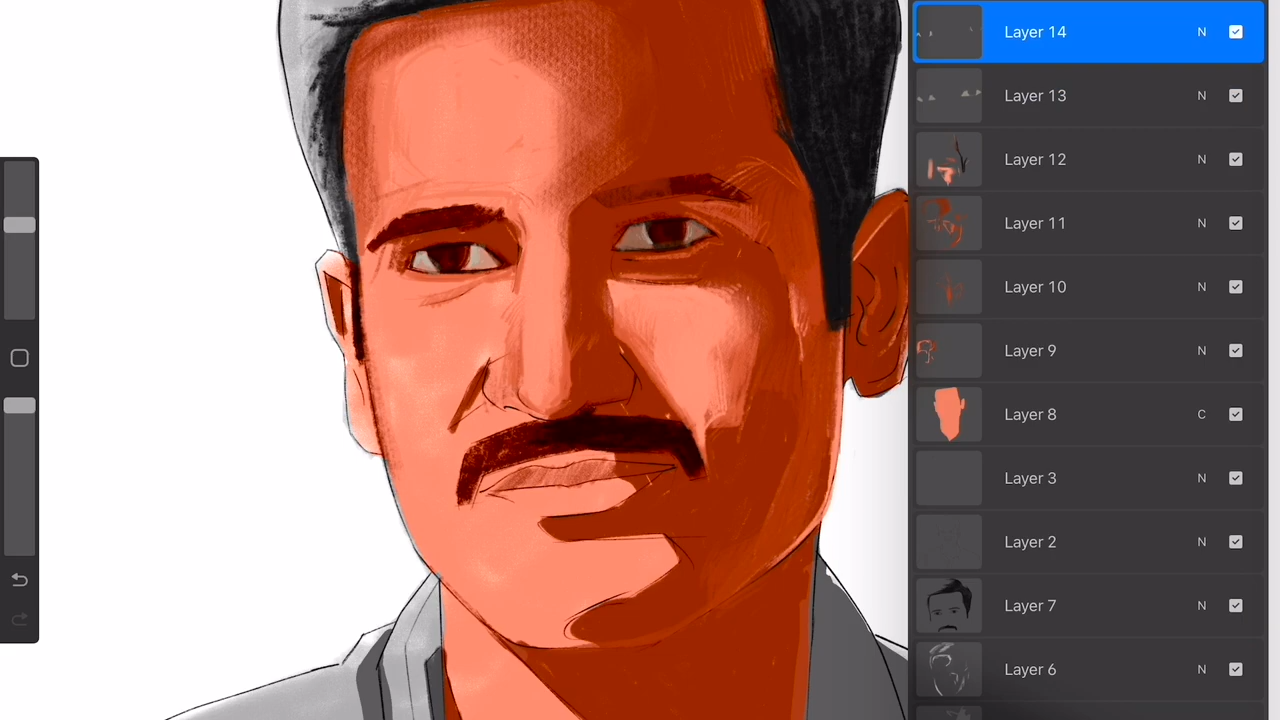 Layer 14 N
Layer 13 N
Layer 12 N
Layer 11 N
Layer 10 N
Layer 9 N
Layer 8 C
Layer 3 N
Layer 2 N
Layer 7 N
Layer 6 N